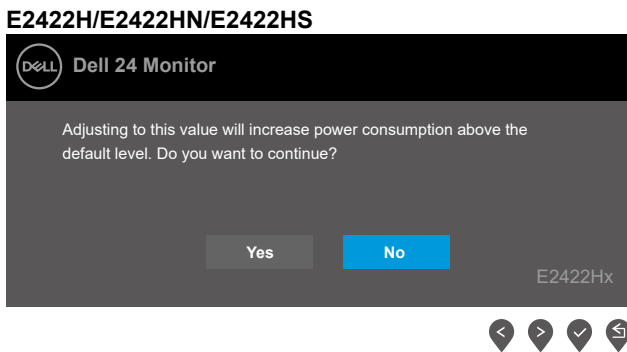 E2422H/E2422HN/E2422HS
DELL Dell 24 Monitor
Adjusting to this value will increase power consumption above the
default level. Do you want to continue?
Yes No
E2422Hx